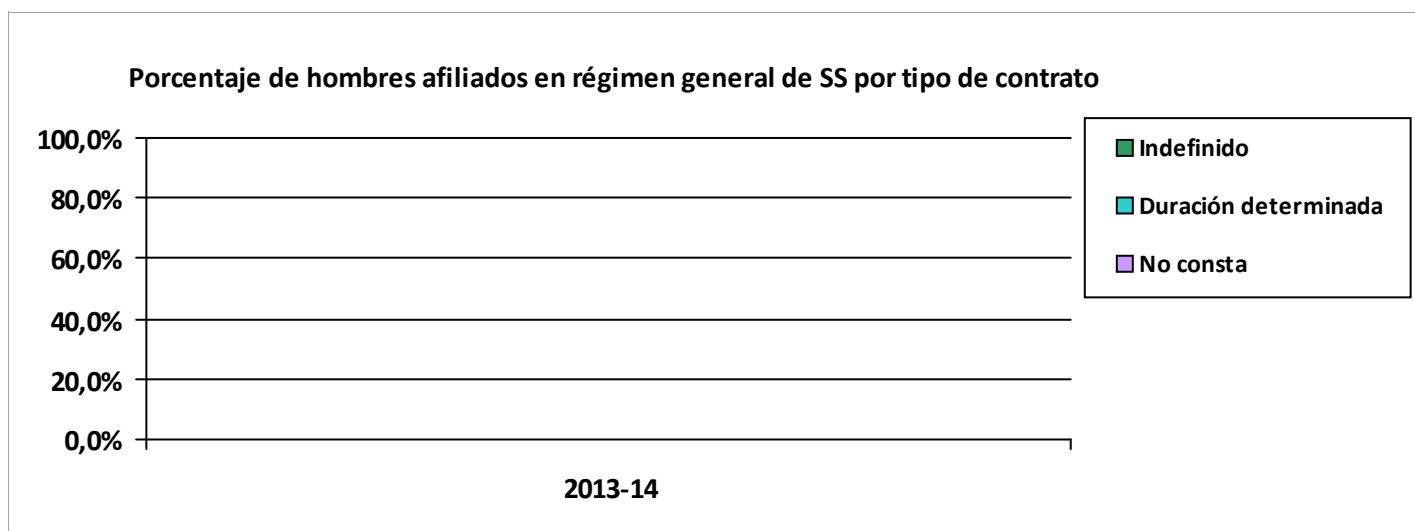 Porcentaje de hombres afiliados en régimen general de SS por tipo de contrato
100,0%
80,0%
60,0%
40,0%
20,0%
0,0%
2013-14
Indefinido
Duración determinada
No consta